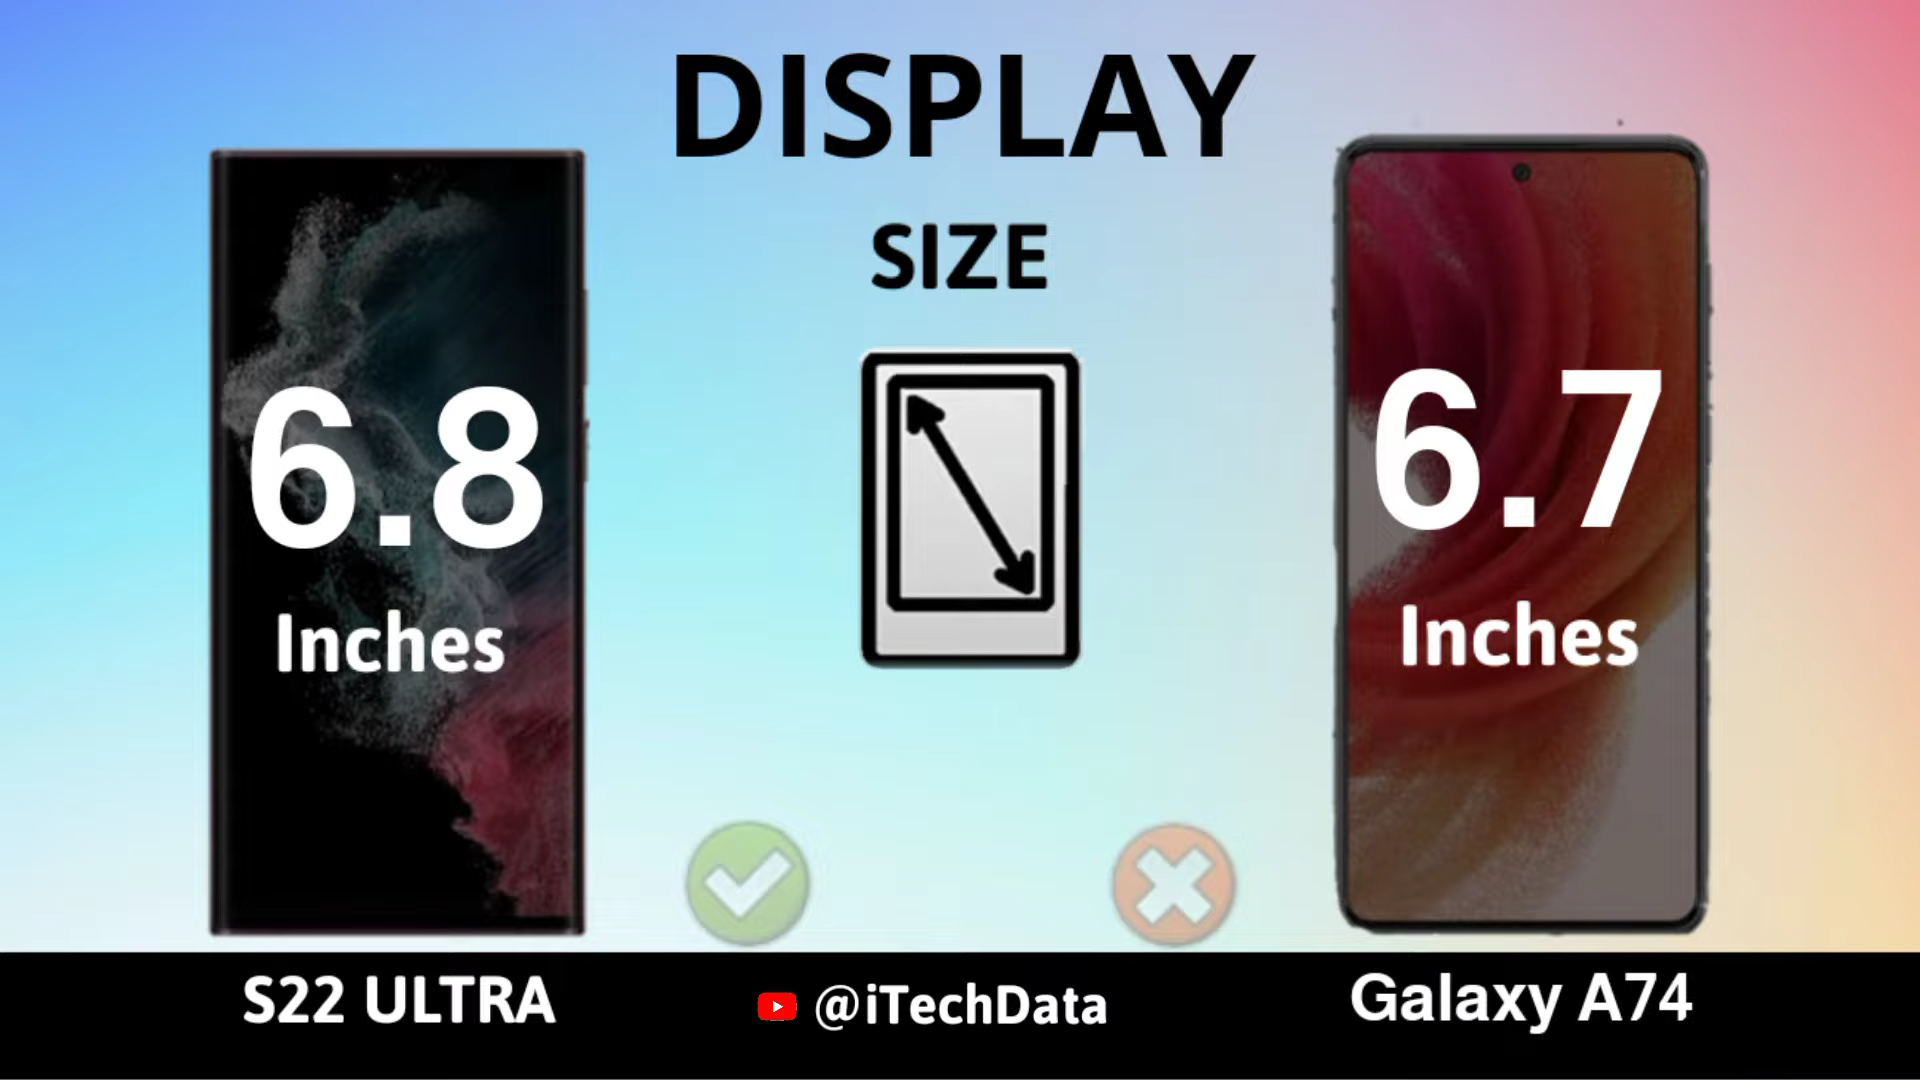 DISPLAY
SIZE
6.8
Inches
6.7
Inches
S22 ULTRA
@iTechData
Galaxy A74